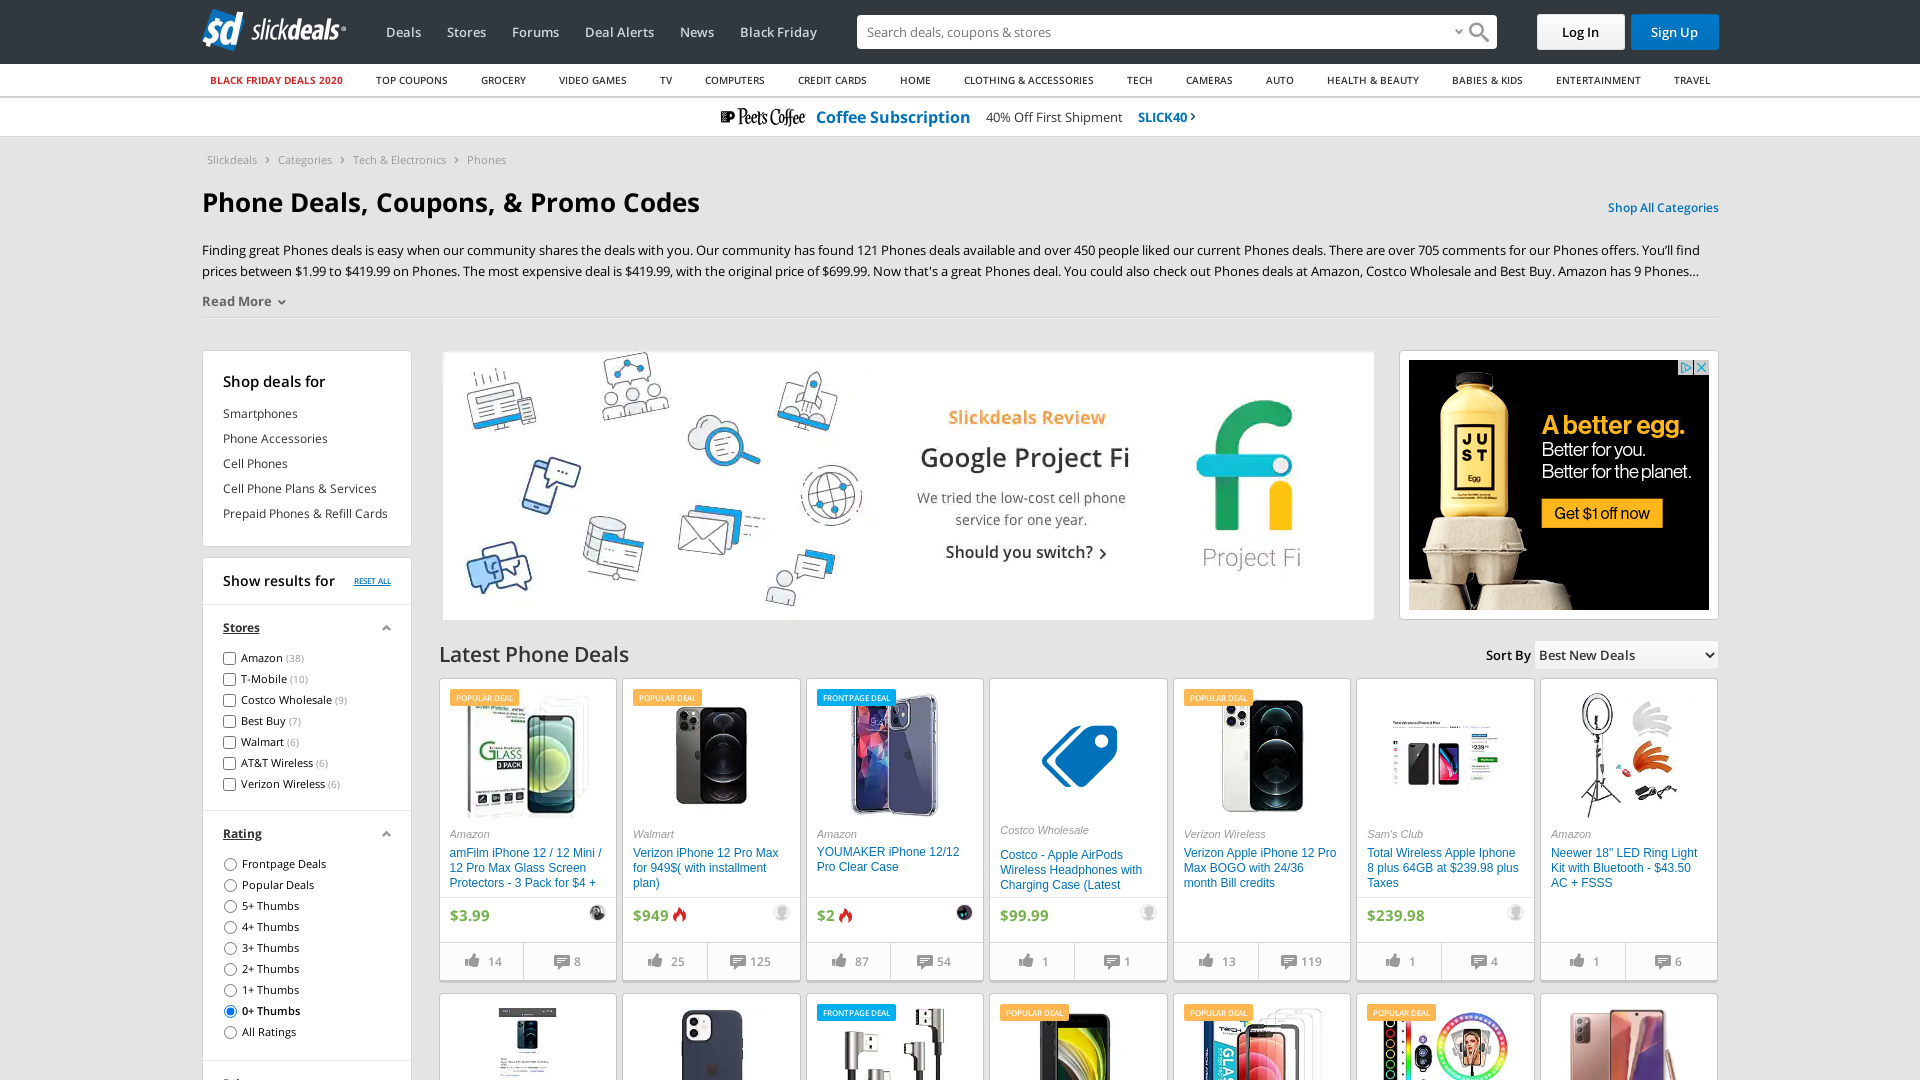 slickdeals
Deals
Stores
Forums
Deal Alerts
News
Black Friday
Search deals, coupons & stores
Log In
Sign Up
BLACK FRIDAY DEALS 2020
TOP COUPONS
GROCERY
VIDEO GAMES
TV
COMPUTERS
CREDIT CARDS
HOME
CLOTHING & ACCESSORIES
TECH
CAMERAS
AUTO
HEALTH & BEAUTY
BABIES & KIDS
ENTERTAINMENT
TRAVEL
Peet's Coffee Coffee Subscription 40% Off First Shipment SLICK40
Slickdeals > Categories > Tech & Electronics > Phones
Phone Deals, Coupons, & Promo Codes
Shop All Categories
Finding great Phones deals is easy when our community shares the deals with you. Our community has found 121 Phones deals available and over 450 people liked our current Phones deals. There are over 705 comments for our Phones offers. You'll find
prices between $1.99 to $419.99 on Phones. The most expensive deal is $419.99, with the original price of $699.99. Now that's a great Phones deal. You could also check out Phones deals at Amazon, Costco Wholesale and Best Buy. Amazon has 9 Phones...
Read More
Shop deals for
Smartphones
Phone Accessories
Cell Phones
Cell Phone Plans & Services
Prepaid Phones & Refill Cards
Show results for
RESET ALL
Stores
Amazon (38)
T-Mobile (10)
Costco Wholesale (9)
Best Buy (7)
Walmart (6)
AT&T Wireless (6)
Verizon Wireless (6)
Rating
Frontpage Deals
Popular Deals
5+ Thumbs
4+ Thumbs
3+ Thumbs
2+ Thumbs
1+ Thumbs
0+ Thumbs
All Ratings
Slickdeals Review
Google Project Fi
We tried the low-cost cell phone
service for one year.
Should you switch? >
Project Fi
JU
ST
Egg
A better egg.
Better for you.
Better for the planet.
Get $1 off now
Latest Phone Deals
Sort By
Best New Deals
POPULAR DEAL
GLASS
3 PACK
Amazon
amFilm iPhone 12 / 12 Mini /
12 Pro Max Glass Screen
Protectors - 3 Pack for $4 +
$3.99
14
8
POPULAR DEAL
Walmart
Verizon iPhone 12 Pro Max
for 949$( with installment
plan)
$949
25
125
FRONTPAGE DEAL
Amazon
YOUMAKER iPhone 12/12
Pro Clear Case
$2
87
54
Costco Wholesale
Costco - Apple AirPods
Wireless Headphones with
Charging Case (Latest
$99.99
1
1
POPULAR DEAL
Verizon Wireless
Verizon Apple iPhone 12 Pro
Max BOGO with 24/36
month Bill credits
13
119
Sam's Club
Total Wireless Apple Iphone
8 plus 64GB at $239.98 plus
Taxes
$239.98
1
4
Amazon
Neewer 18" LED Ring Light
Kit with Bluetooth - $43.50
AC + FSSS
1
6
FRONTPAGE DEAL
POPULAR DEAL
POPULAR DEAL
POPULAR DEAL